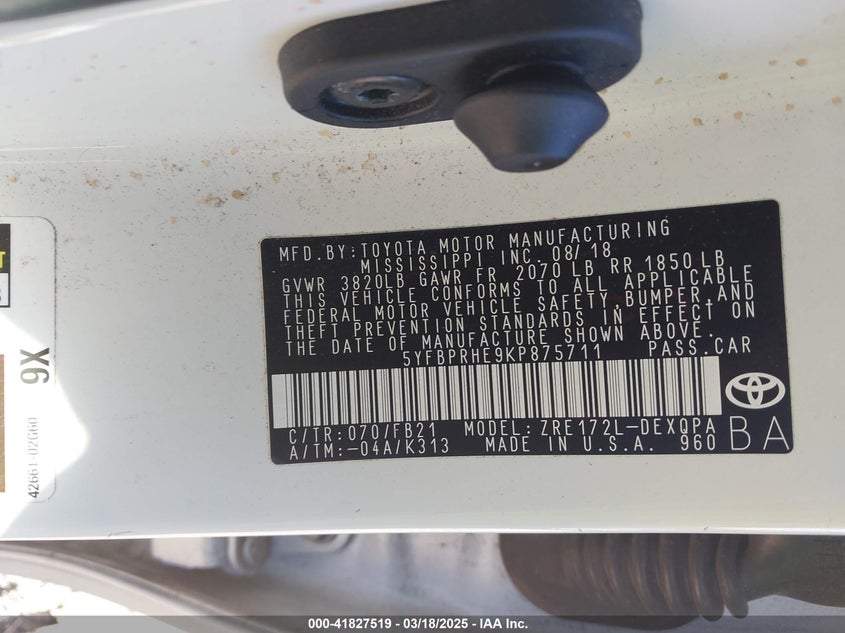 MFD.BY:TOYOTA MOTOR MANUFACTURING
MISSISSIPPI INC. 08/18
GVWR 3820LB GAWR FR 2070 LB RR 1850LB
THIS VEHICLE CONFORMS TO ALL APPLICABLE
FEDERAL MOTOR VEHICLE SAFETY, BUMPER,AND
THEFT PREVENTION STANDARDS IN EFFECT ON
THE DATE OF MANUFACTURE SHOWN ABOVE.
5YFBPRHE9KP875711 PASS.CAR
C/TR:070/FB21 MODEL:ZRE172L-DEXQPA
A/TM:-04A/K313 MADE IN U.S.A. 960
BA
9X
42661-02G60
000-41827519 | 03/18/2025 - IAA Inc.